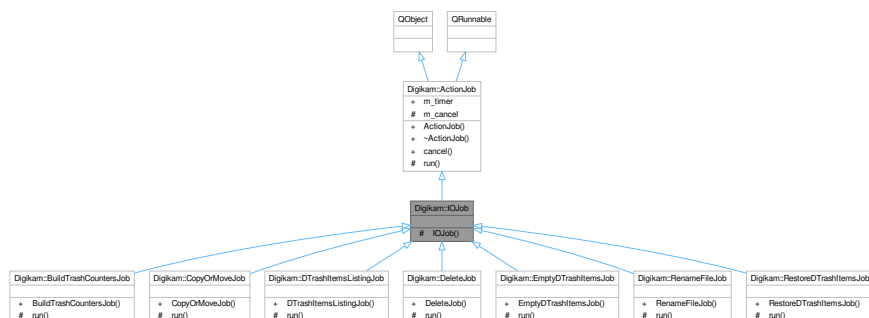 QObject
QRunnable
Digikam::ActionJob
+ m_timer
# m_cancel
+ ActionJob()
+ ~ActionJob()
+ cancel()
# run()
Digikam::IOJob
# IOJob()
Digikam::BuildTrashCountersJob
+ BuildTrashCountersJob()
# run()
Digikam::CopyOrMoveJob
+ CopyOrMoveJob()
# run()
Digikam::DTrashItemsListingJob
+ DTrashItemsListingJob()
# run()
Digikam::DeleteJob
+ DeleteJob()
# run()
Digikam::EmptyDTrashItemsJob
+ EmptyDTrashItemsJob()
# run()
Digikam::RenameFileJob
+ RenameFileJob()
# run()
Digikam::RestoreDTrashItemsJob
+ RestoreDTrashItemsJob()
# run()